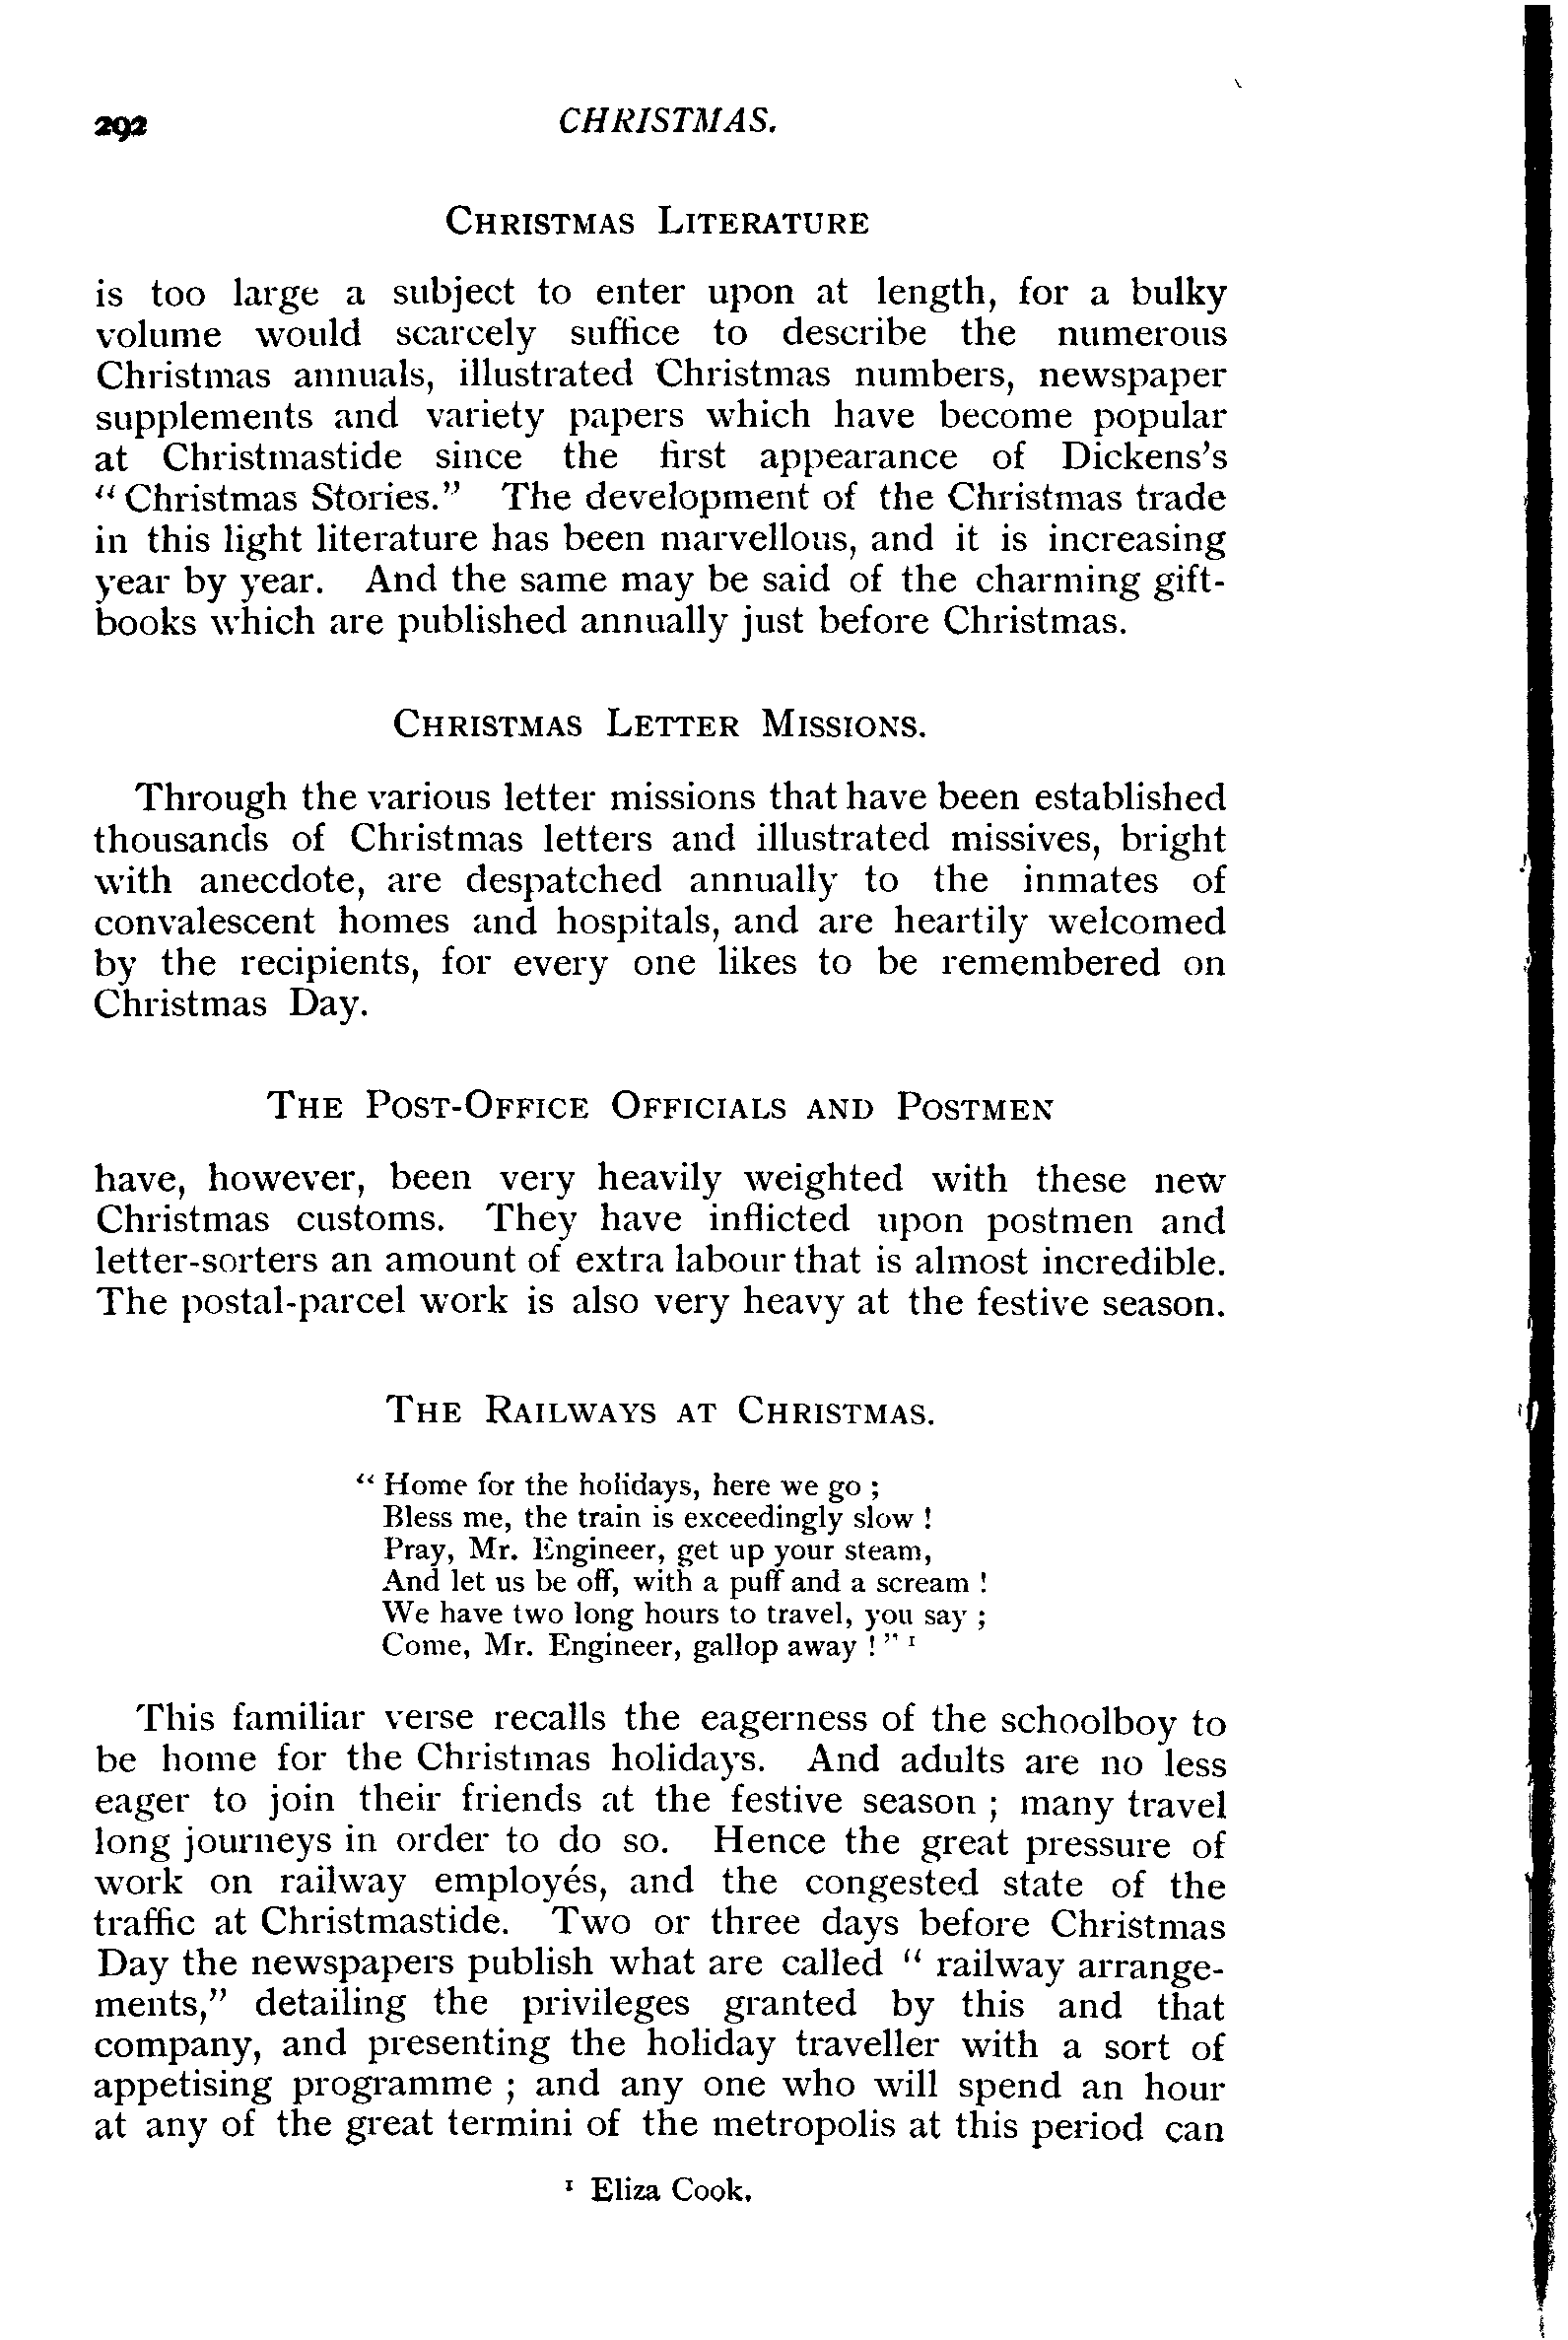 292 CHRISTMAS.
CHRISTMAS LITERATURE
is too large a subject to enter upon at length, for a bulky
volume would scarcely suffice to describe the numerous
Christmas annuals, illustrated Christmas numbers, newspaper
supplements and variety papers which have become popular
at Christmastide since the first appearance of Dickens's
“Christmas Stories.” The development of the Christmas trade
in this light literature has been marvellous, and it is increasing
year by year. And the same may be said of the charming gift-
books which are published annually just before Christmas.
CHRISTMAS LETTER MISSIONS.
Through the various letter missions that have been established
thousands of Christmas letters and illustrated missives, bright
with anecdote, are despatched annually to the inmates of
convalescent homes and hospitals, and are heartily welcomed
by the recipients, for every one likes to be remembered on
Christmas Day.
THE POST-OFFICE OFFICIALS AND POSTMEN
have, however, been very heavily weighted with these new
Christmas customs. They have inflicted upon postmen and
letter-sorters an amount of extra labour that is almost incredible.
The postal-parcel work is also very heavy at the festive season.
THE RAILWAYS AT CHRISTMAS.
“Home for the holidays, here we go ;
Bless me, the train is exceedingly slow !
Pray, Mr. Engineer, get up your steam,
And let us be off, with a puff and a scream !
We have two long hours to travel, you say ;
Come, Mr. Engineer, gallop away !” ¹
This familiar verse recalls the eagerness of the schoolboy to
be home for the Christmas holidays. And adults are no less
eager to join their friends at the festive season ; many travel
long journeys in order to do so. Hence the great pressure of
work on railway employés, and the congested state of the
traffic at Christmastide. Two or three days before Christmas
Day the newspapers publish what are called “ railway arrange-
ments,” detailing the privileges granted by this and that
company, and presenting the holiday traveller with a sort of
appetising programme ; and any one who will spend an hour
at any of the great termini of the metropolis at this period can
¹ Eliza Cook.